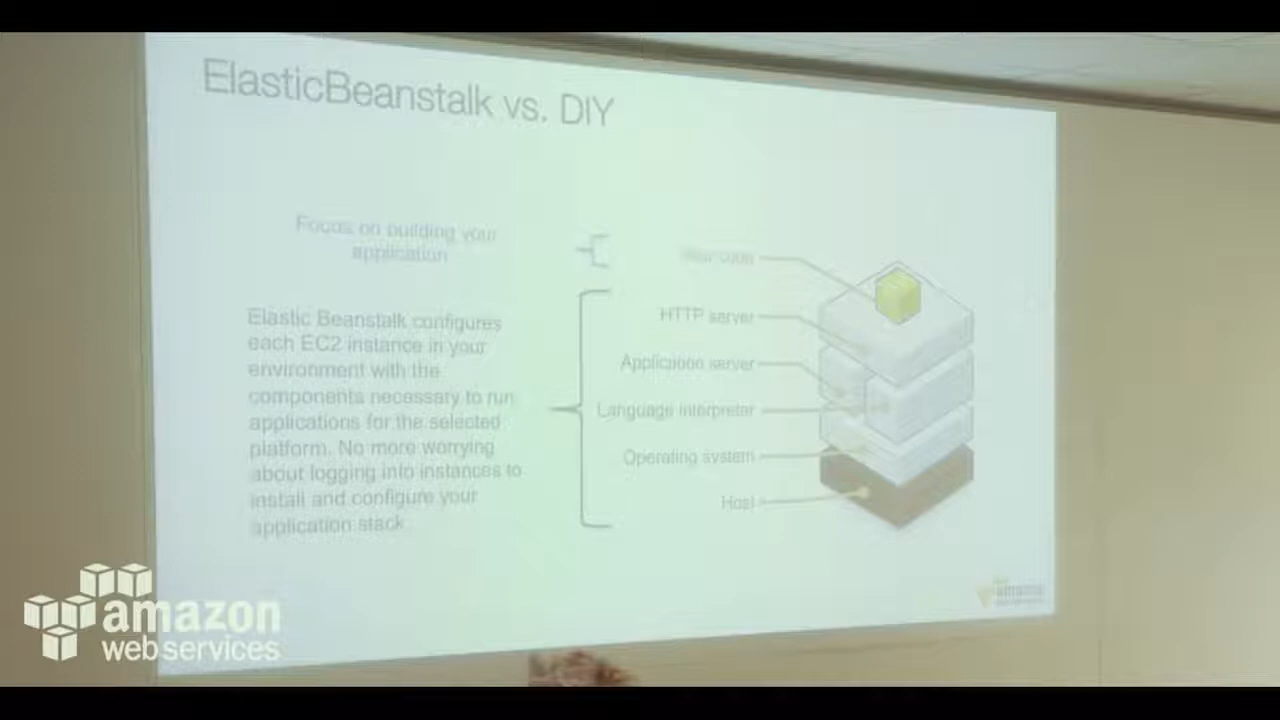 ElasticBeanstalk vs. DIY
Focus on building your
application
Your code
Elastic Beanstalk configures
each EC2 instance in your
environment with the
components necessary to run
applications for the selected
platform. No more worrying
about logging into instances to
install and configure your
application stack.
HTTP server
Application server
Language interpreter
Operating system
Host
amazon
web services